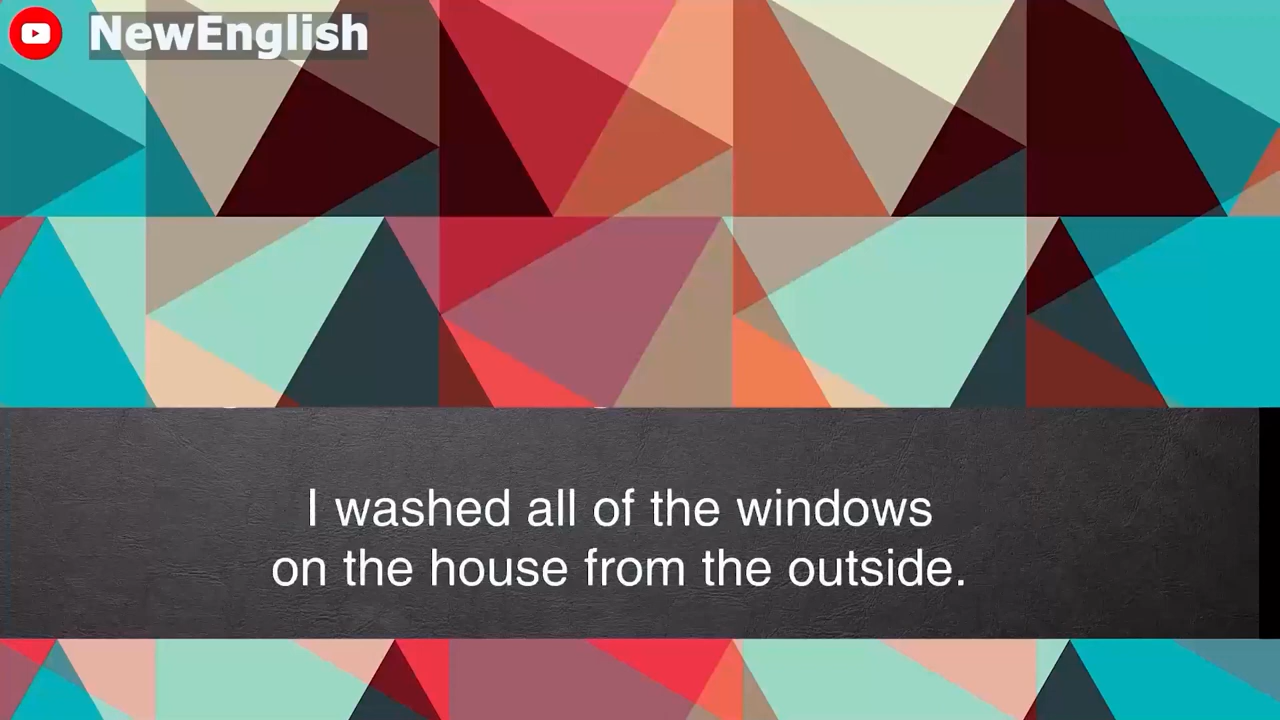 NewEnglish
I washed all of the windows
on the house from the outside.